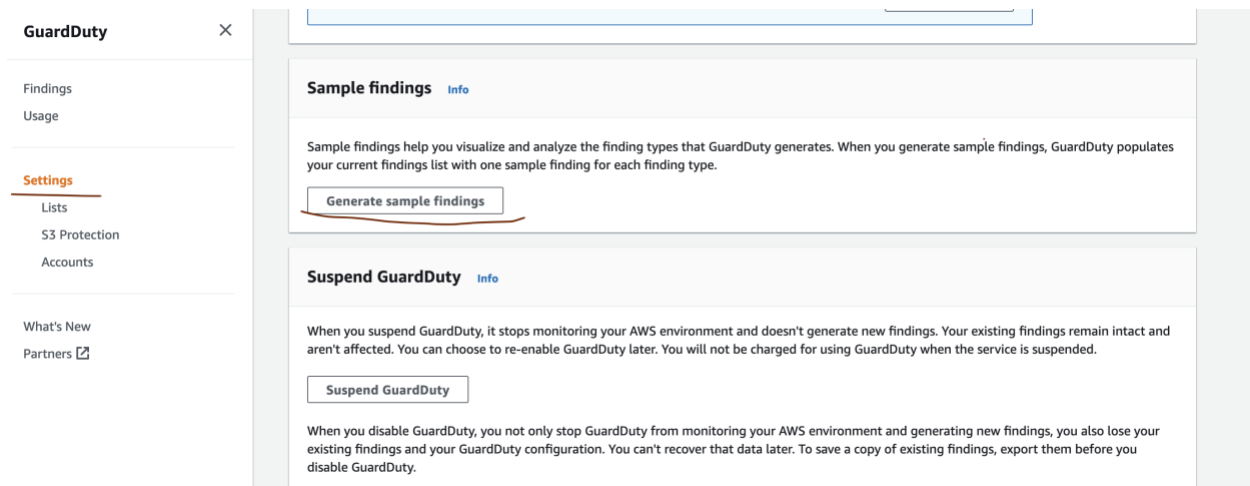 GuardDuty
Findings
Usage
Settings
Lists
S3 Protection
Accounts
What's New
Partners
Sample findings Info
Sample findings help you visualize and analyze the finding types that GuardDuty generates. When you generate sample findings, GuardDuty populates
your current findings list with one sample finding for each finding type.
Generate sample findings
Suspend GuardDuty Info
When you suspend GuardDuty, it stops monitoring your AWS environment and doesn't generate new findings. Your existing findings remain intact and
aren't affected. You can choose to re-enable GuardDuty later. You will not be charged for using GuardDuty when the service is suspended.
Suspend GuardDuty
When you disable GuardDuty, you not only stop GuardDuty from monitoring your AWS environment and generating new findings, you also lose your
existing findings and your GuardDuty configuration. You can't recover that data later. To save a copy of existing findings, export them before you
disable GuardDuty.